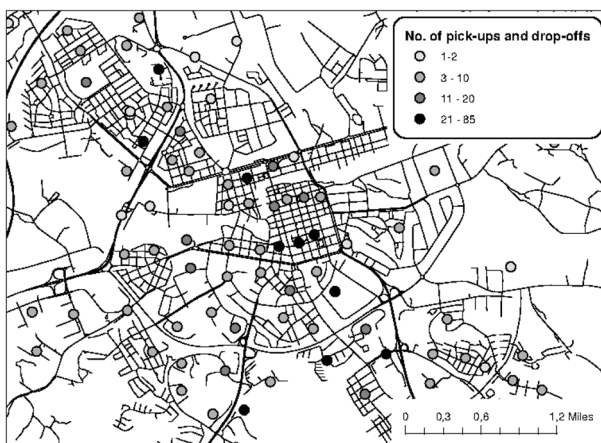 No. of pick-ups and drop-offs
1-2
3 - 10
11 - 20
21 - 85
0 0,3 0,6 1,2 Miles